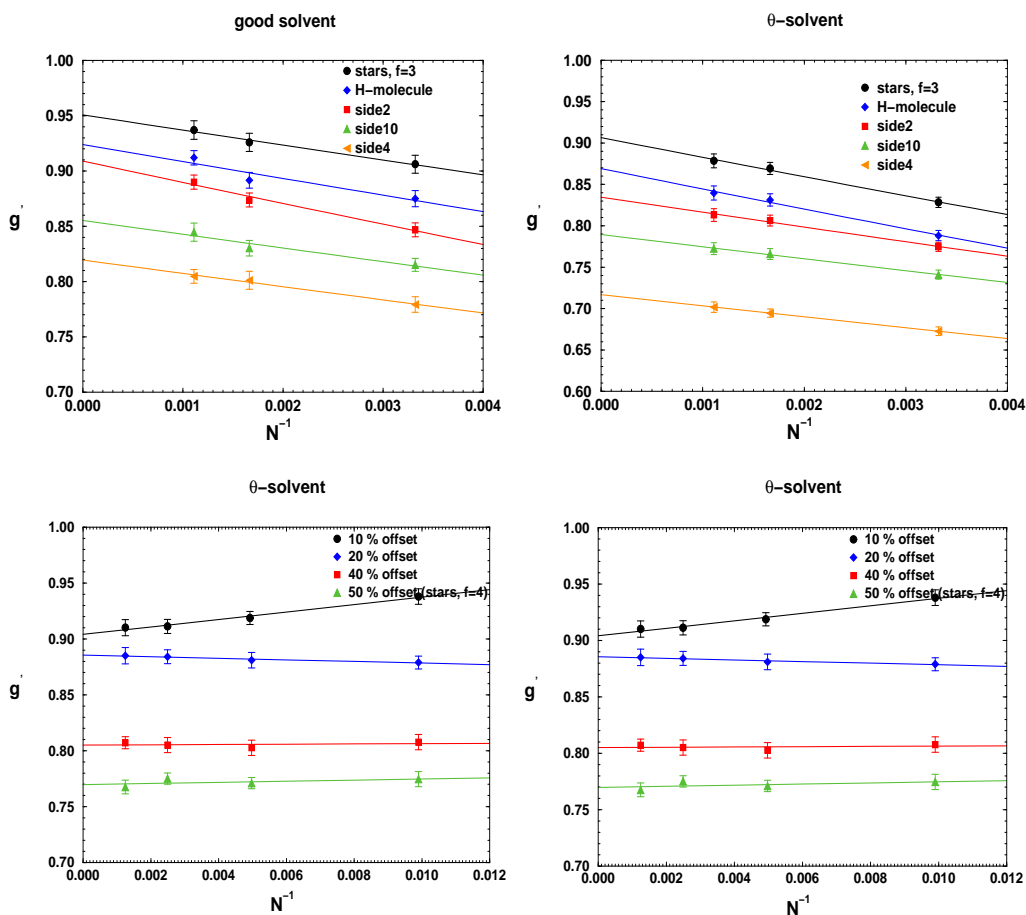 good solvent
1.00
0.95
0.90
0.85
0.80
0.75
0.70
g'
0.000 0.001 0.002 0.003 0.004
N⁻¹
stars, f=3
H−molecule
side2
side10
side4
θ−solvent
1.00
0.95
0.90
0.85
0.80
0.75
0.70
0.65
0.60
g'
0.000 0.001 0.002 0.003 0.004
N⁻¹
stars, f=3
H−molecule
side2
side10
side4
θ−solvent
1.00
0.95
0.90
0.85
0.80
0.75
0.70
g'
0.000 0.002 0.004 0.006 0.008 0.010 0.012
N⁻¹
10 % offset
20 % offset
40 % offset
50 % offset (stars, f=4)
θ−solvent
1.00
0.95
0.90
0.85
0.80
0.75
0.70
g'
0.000 0.002 0.004 0.006 0.008 0.010 0.012
N⁻¹
10 % offset
20 % offset
40 % offset
50 % offset (stars, f=4)